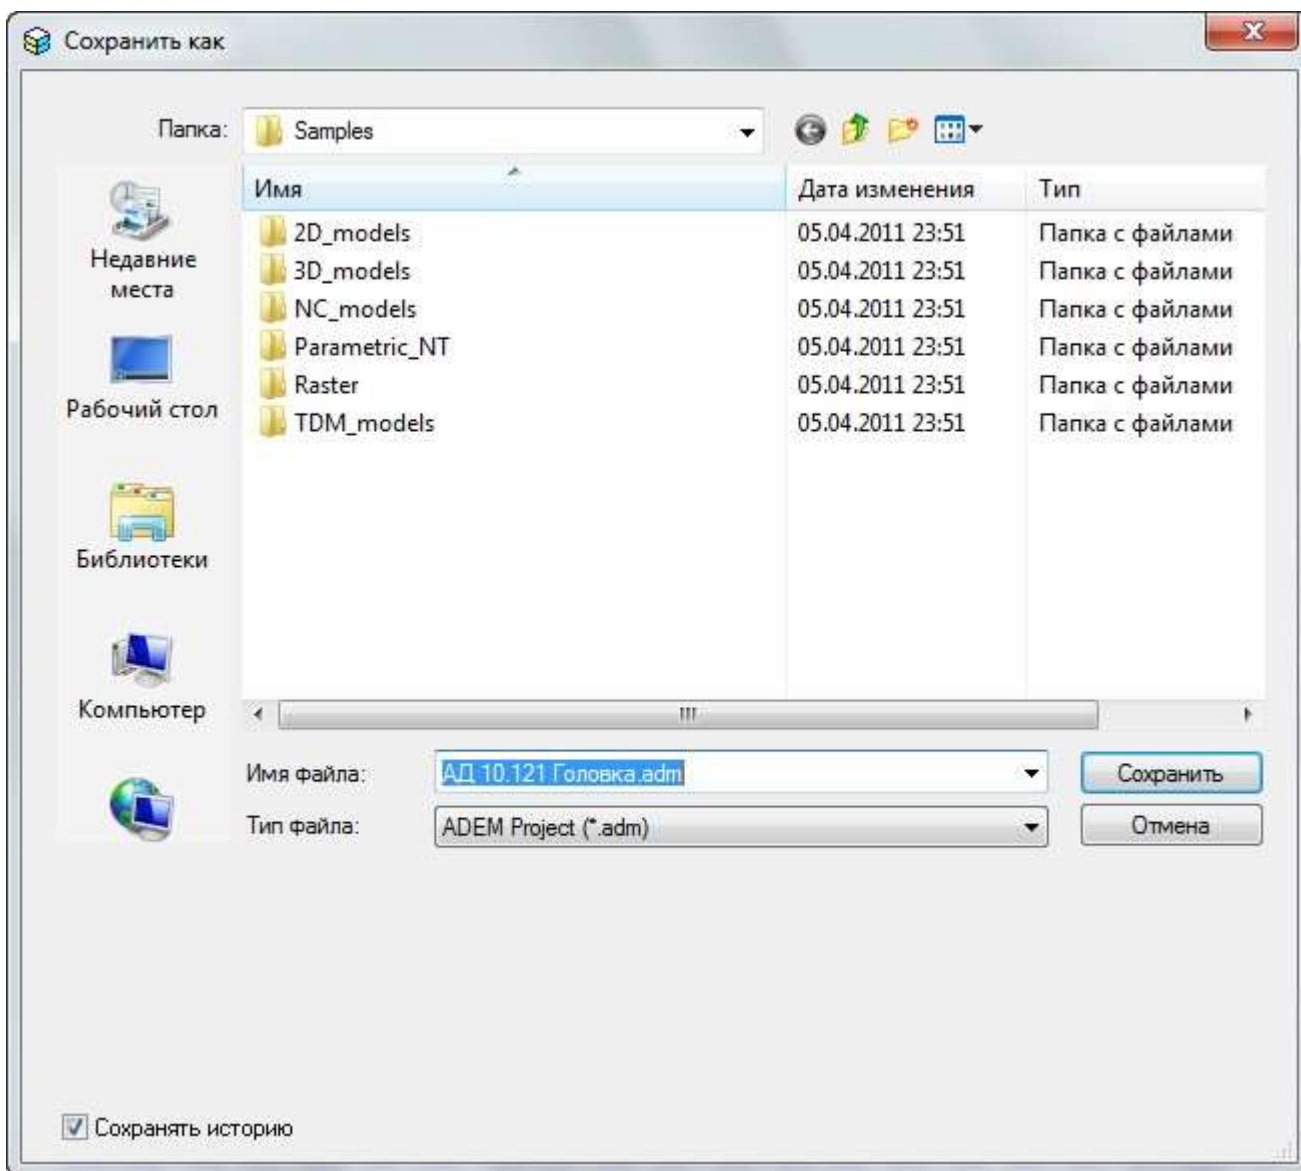 Сохранить как
Папка: Samples
Имя Дата изменения Тип
2D_models 05.04.2011 23:51 Папка с файлами
3D_models 05.04.2011 23:51 Папка с файлами
NC_models 05.04.2011 23:51 Папка с файлами
Parametric_NT 05.04.2011 23:51 Папка с файлами
Raster 05.04.2011 23:51 Папка с файлами
TDM_models 05.04.2011 23:51 Папка с файлами
Недавние
места
Рабочий стол
Библиотеки
Компьютер
Имя файла: АД 10.121 Головка.adm Сохранить
Тип файла: ADEM Project (*.adm) Отмена
Сохранять историю